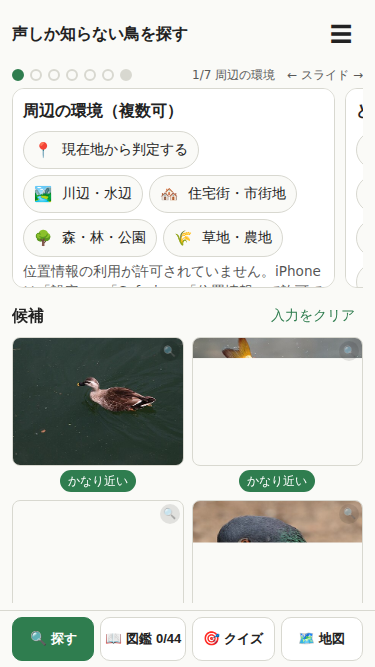 声しか知らない鳥を探す
1/7 周辺の環境 ← スライド →
周辺の環境（複数可）
📍 現在地から判定する
🏞️ 川辺・水辺 🏘️ 住宅街・市街地
🌳 森・林・公園 🌾 草地・農地
位置情報の利用が許可されていません。iPhone
候補 入力をクリア
かなり近い かなり近い
🔍 探す 📖 図鑑 0/44 🎯 クイズ 🗺️ 地図